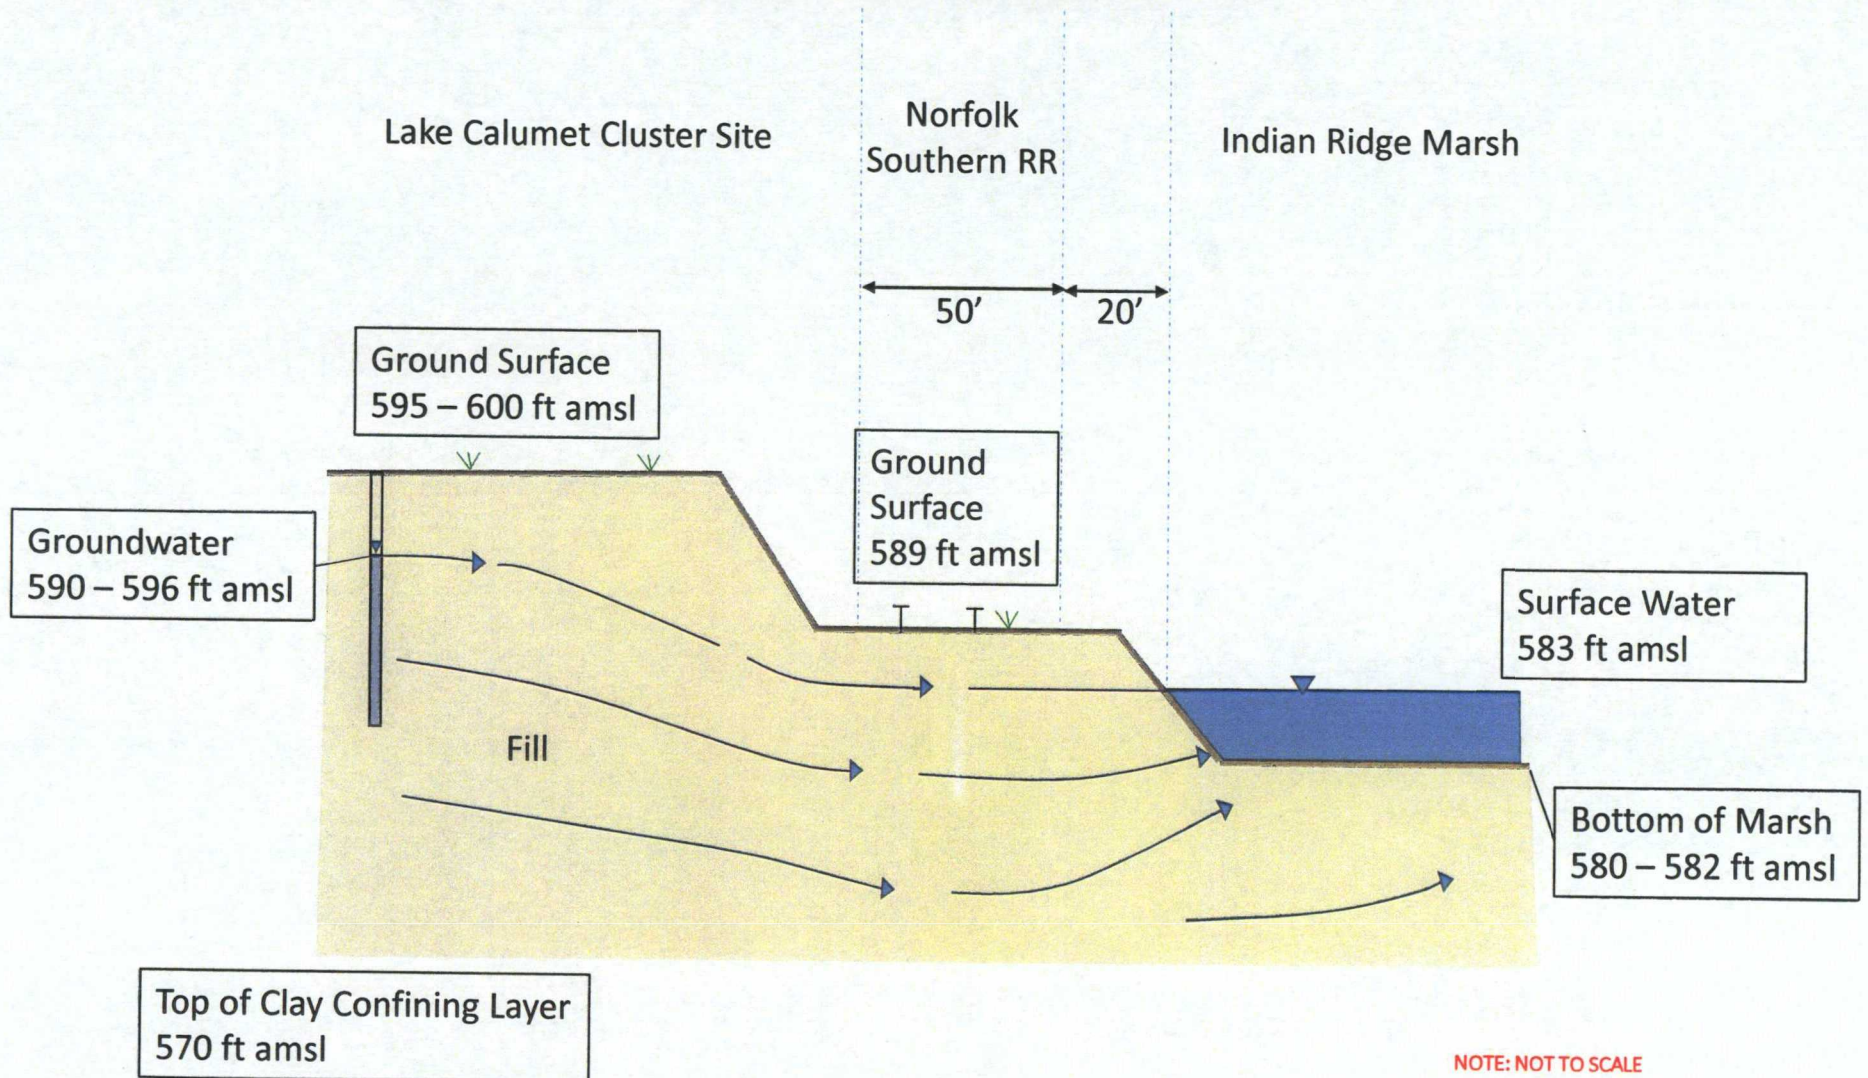 Lake Calumet Cluster Site
Norfolk
Southern RR
Indian Ridge Marsh
50’
20’
Ground Surface
595 – 600 ft amsl
Ground
Surface
589 ft amsl
Groundwater
590 – 596 ft amsl
Surface Water
583 ft amsl
Fill
Bottom of Marsh
580 – 582 ft amsl
Top of Clay Confining Layer
570 ft amsl
NOTE: NOT TO SCALE